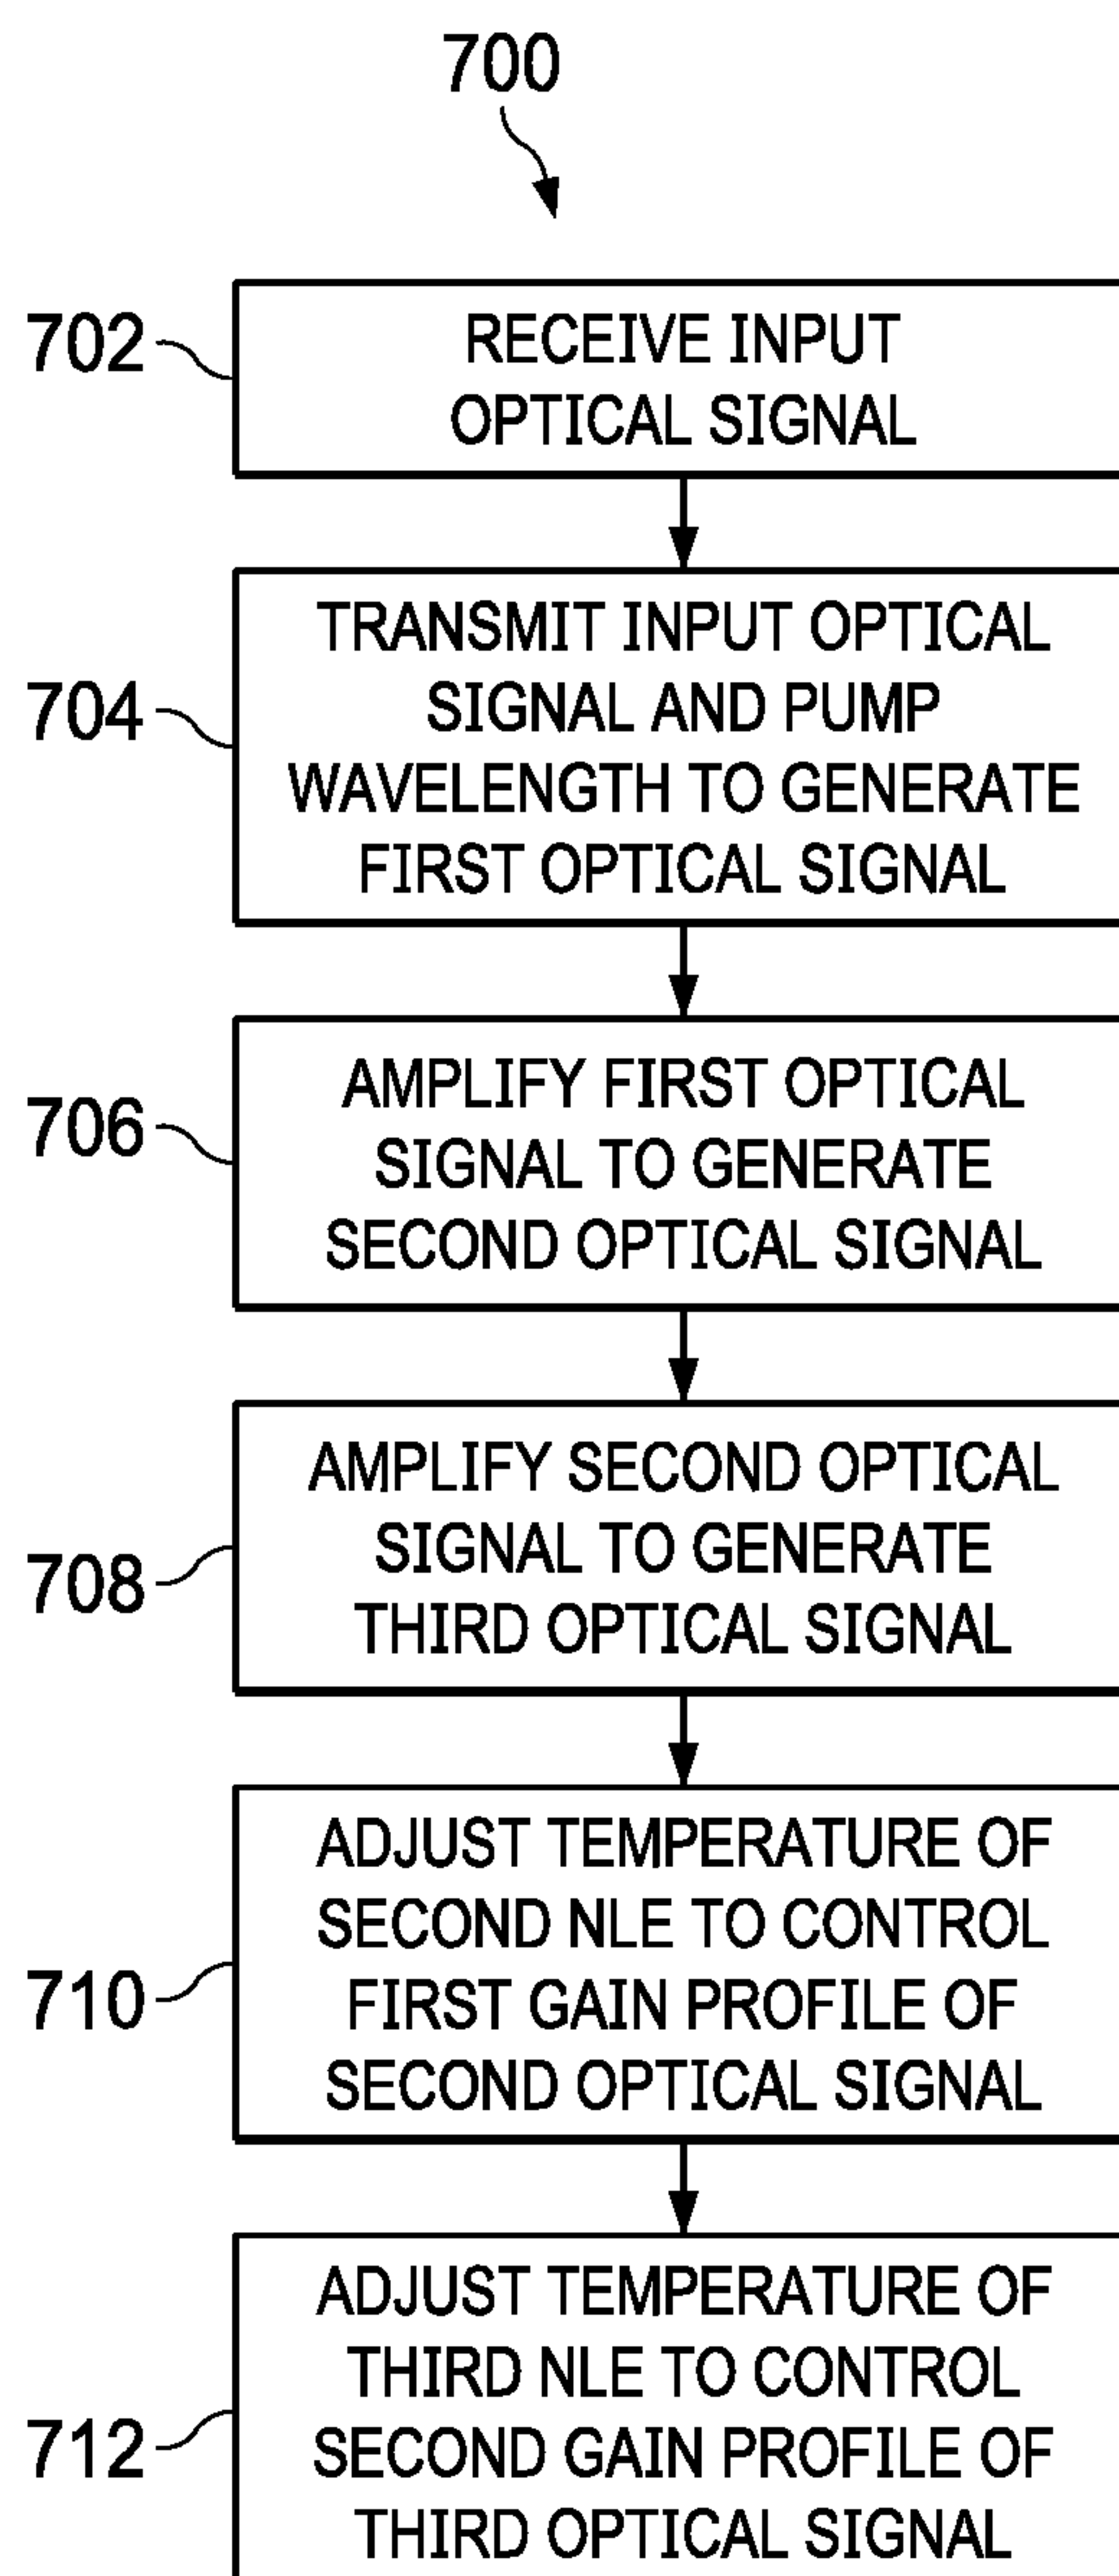 700
702
RECEIVE INPUT
OPTICAL SIGNAL
704
TRANSMIT INPUT OPTICAL
SIGNAL AND PUMP
WAVELENGTH TO GENERATE
FIRST OPTICAL SIGNAL
706
AMPLIFY FIRST OPTICAL
SIGNAL TO GENERATE
SECOND OPTICAL SIGNAL
708
AMPLIFY SECOND OPTICAL
SIGNAL TO GENERATE
THIRD OPTICAL SIGNAL
710
ADJUST TEMPERATURE OF
SECOND NLE TO CONTROL
FIRST GAIN PROFILE OF
SECOND OPTICAL SIGNAL
712
ADJUST TEMPERATURE OF
THIRD NLE TO CONTROL
SECOND GAIN PROFILE OF
THIRD OPTICAL SIGNAL